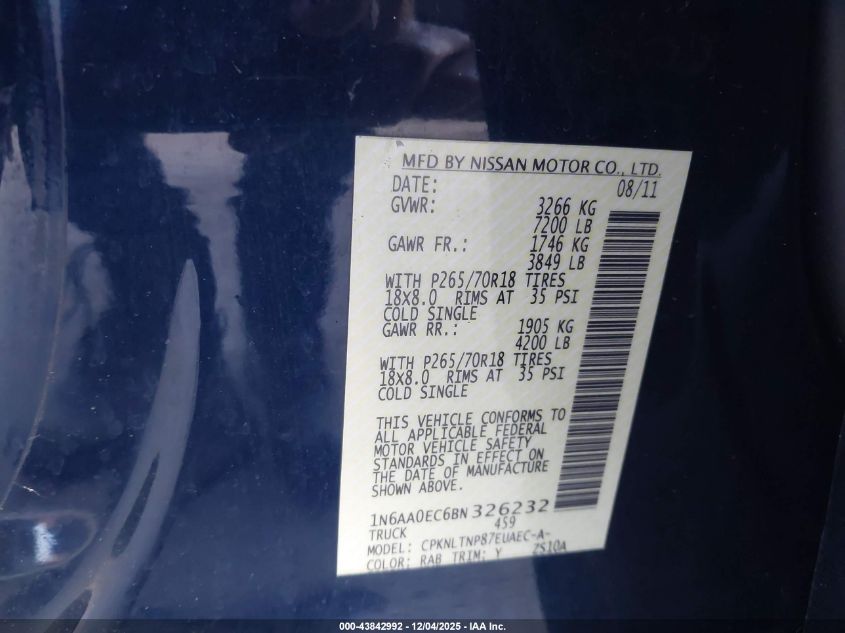 MFD BY NISSAN MOTOR CO., LTD.
DATE: 08/11
GVWR: 3266 KG
7200 LB
GAWR FR.: 1746 KG
3849 LB
WITH P265/70R18 TIRES
18X8.0 RIMS AT 35 PSI
COLD SINGLE
GAWR RR.: 1905 KG
4200 LB
WITH P265/70R18 TIRES
18X8.0 RIMS AT 35 PSI
COLD SINGLE
THIS VEHICLE CONFORMS TO
ALL APPLICABLE FEDERAL
MOTOR VEHICLE SAFETY
STANDARDS IN EFFECT ON
THE DATE OF MANUFACTURE
SHOWN ABOVE.
1N6AA0EC6BN326232
TRUCK 459
MODEL: CPKNLTNP87EUAEC-A-
COLOR: RAB TRIM: Y ZS10A
000-43842992 - 12/04/2025 - IAA Inc.